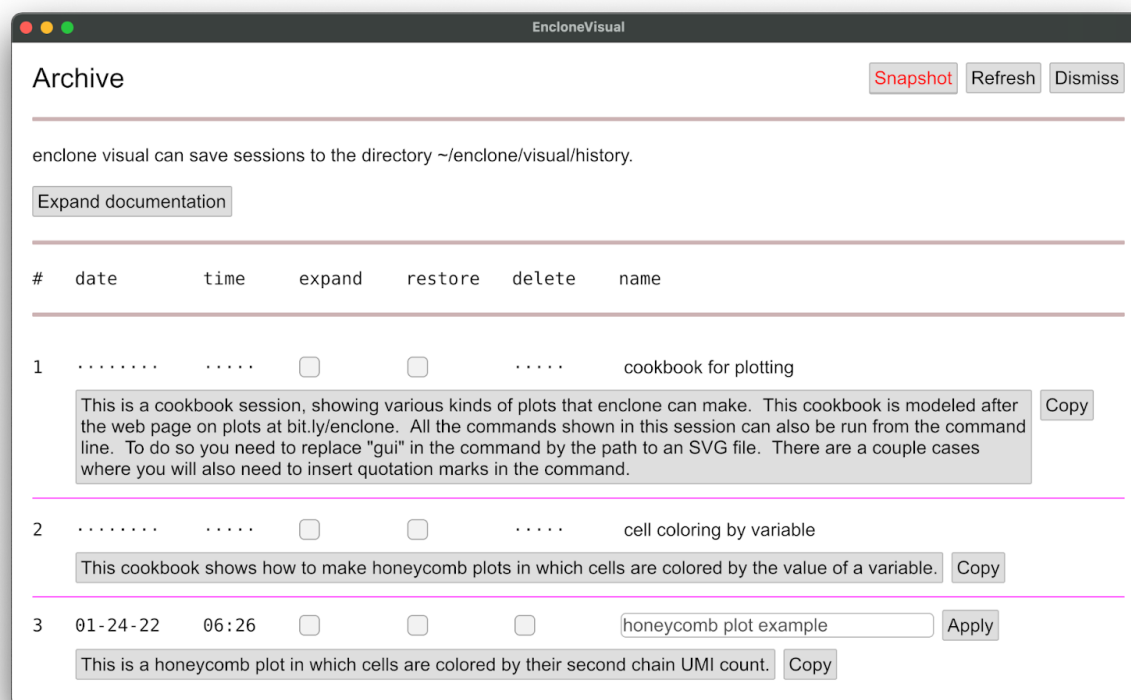 EncloneVisual
Archive Snapshot Refresh Dismiss
enclone visual can save sessions to the directory ~/enclone/visual/history.
Expand documentation
# date time expand restore delete name
1 ........ ..... ..... cookbook for plotting
This is a cookbook session, showing various kinds of plots that enclone can make.  This cookbook is modeled after Copy
the web page on plots at bit.ly/enclone.  All the commands shown in this session can also be run from the command
line.  To do so you need to replace "gui" in the command by the path to an SVG file.  There are a couple cases
where you will also need to insert quotation marks in the command.
2 ........ ..... ..... cell coloring by variable
This cookbook shows how to make honeycomb plots in which cells are colored by the value of a variable. Copy
3 01-24-22 06:26 honeycomb plot example Apply
This is a honeycomb plot in which cells are colored by their second chain UMI count. Copy